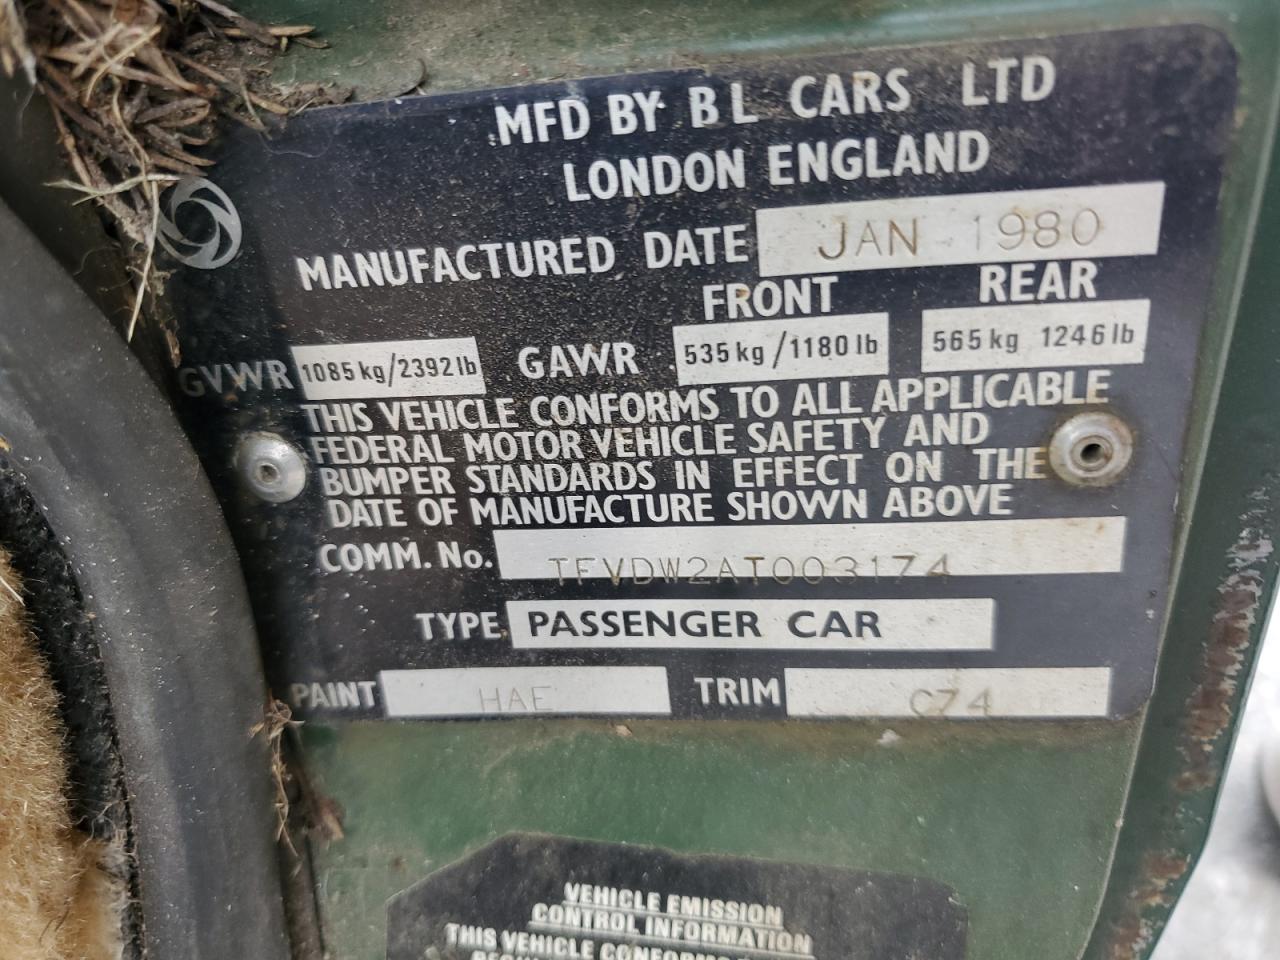 MFD BY BL CARS LTD
LONDON ENGLAND
MANUFACTURED DATE JAN 1980
FRONT REAR
GVWR 1085 kg/2392 lb GAWR 535 kg/1180 lb 565 kg 1246 lb
THIS VEHICLE CONFORMS TO ALL APPLICABLE
FEDERAL MOTOR VEHICLE SAFETY AND
BUMPER STANDARDS IN EFFECT ON THE
DATE OF MANUFACTURE SHOWN ABOVE
COMM. No. TFVDW2AT003174
TYPE PASSENGER CAR
PAINT HAE TRIM C74
VEHICLE EMISSION
CONTROL INFORMATION
THIS VEHICLE CONFORMS